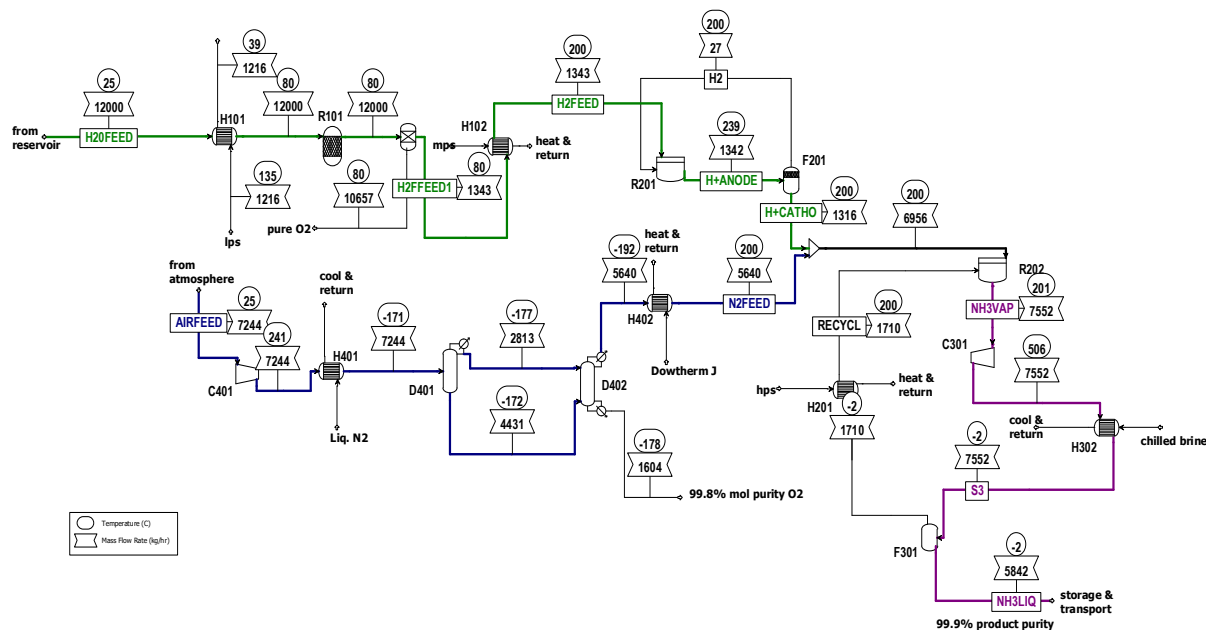 39
1216
200
27
H2
200
1343
H2FEED
25
12000
80
12000
80
12000
from
reservoir
H20FEED
H101
R101
H102
mps
heat &
return
239
1342
F201
R201
H+ANODE
135
1216
80
10657
H2FFEED1
80
1343
200
1316
H+CATHO
200
6956
lps
pure O2
from
atmosphere
cool &
return
-192
5640
heat &
return
200
5640
N2FEED
H402
R202
25
7244
AIRFEED
241
7244
-171
7244
-177
2813
201
7552
NH3VAP
200
1710
RECYCL
C401
H401
D401
D402
Dowtherm J
C301
506
7552
hps
heat &
return
H201
-2
1710
Liq. N2
-172
4431
cool &
return
H302
chilled brine
-178
1604
-2
7552
S3
99.8% mol purity O2
Temperature (C)
Mass Flow Rate (kg/hr)
F301
-2
5842
NH3LIQ
storage &
transport
99.9% product purity